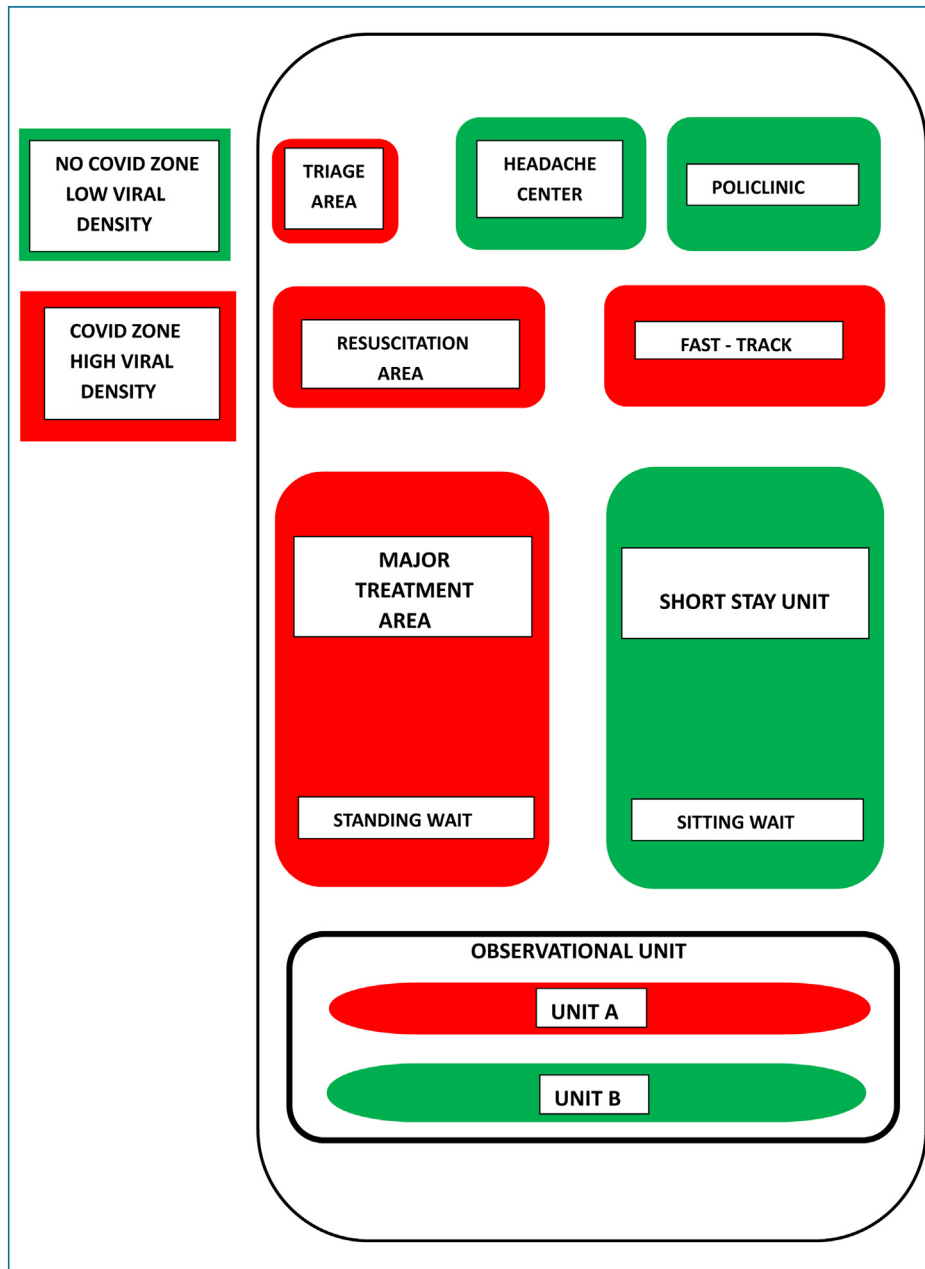 NO COVID ZONE
LOW VIRAL
DENSITY
COVID ZONE
HIGH VIRAL
DENSITY
TRIAGE
AREA
HEADACHE
CENTER
POLICLINIC
RESUSCITATION
AREA
FAST - TRACK
MAJOR
TREATMENT
AREA
SHORT STAY UNIT
STANDING WAIT
SITTING WAIT
OBSERVATIONAL UNIT
UNIT A
UNIT B